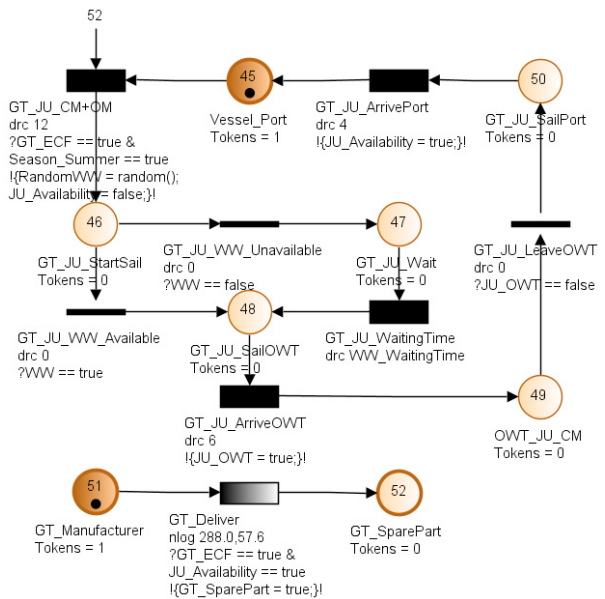 52
45
Vessel_Port
Tokens = 1
GT_JU_CM+OM
drc 12
?GT_ECF == true &
Season_Summer == true
!{RandomWW = random();
JU_Availability = false;}!
GT_JU_ArrivePort
drc 4
!{JU_Availability = true;}!
50
GT_JU_SailPort
Tokens = 0
46
GT_JU_StartSail
Tokens = 0
GT_JU_WW_Unavailable
drc 0
?WW == false
47
GT_JU_Wait
Tokens = 0
GT_JU_LeaveOWT
drc 0
?JU_OWT == false
GT_JU_WW_Available
drc 0
?WW == true
48
GT_JU_SailOWT
Tokens = 0
GT_JU_WaitingTime
drc WW_WaitingTime
GT_JU_ArriveOWT
drc 6
!{JU_OWT = true;}!
49
OWT_JU_CM
Tokens = 0
51
GT_Manufacturer
Tokens = 1
GT_Deliver
nlog 288.0,57.6
?GT_ECF == true &
JU_Availability == true
!{GT_SparePart = true;}!
52
GT_SparePart
Tokens = 0